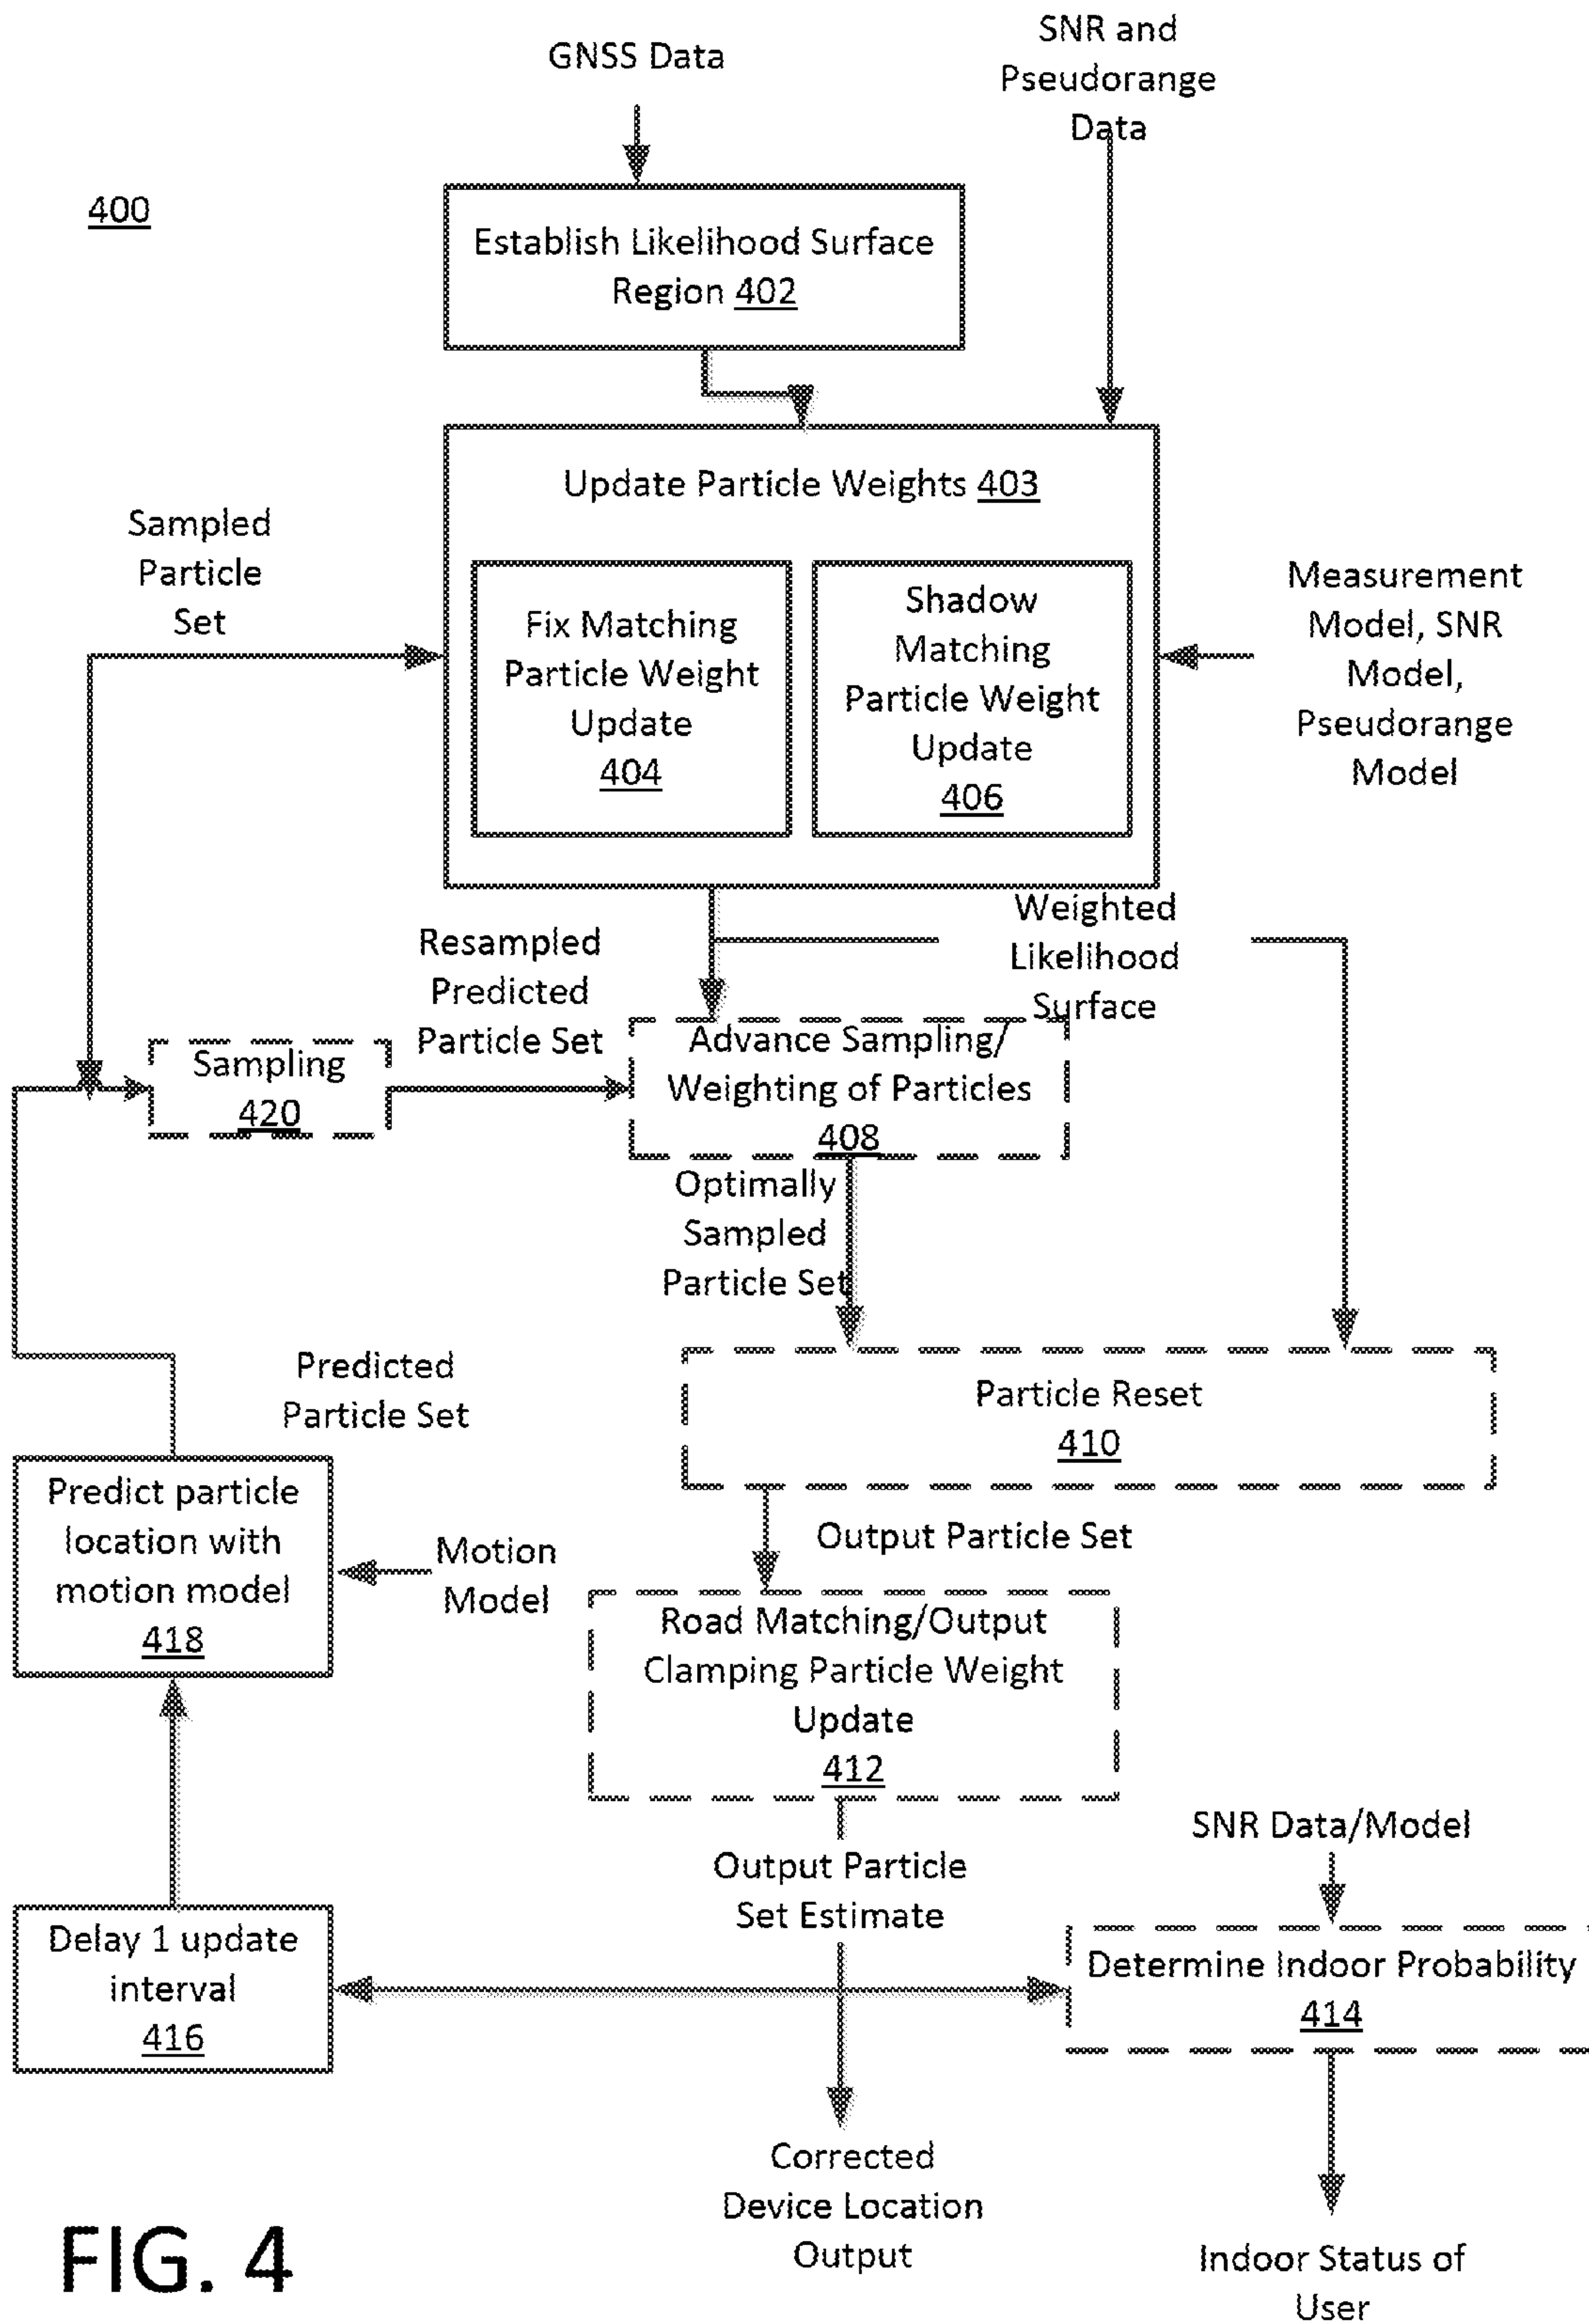 GNSS Data
SNR and
Pseudorange
Data
400
Establish Likelihood Surface
Region 402
Update Particle Weights 403
Sampled
Particle
Set
Fix Matching
Particle Weight
Update
404
Shadow
Matching
Particle Weight
Update
406
Measurement
Model, SNR
Model,
Pseudorange
Model
Weighted
Likelihood
Surface
Resampled
Predicted
Particle Set
Sampling
420
Advance Sampling/
Weighting of Particles
408
Optimally
Sampled
Particle Set
Predicted
Particle Set
Particle Reset
410
Predict particle
location with
motion model
418
Motion
Model
Output Particle Set
Road Matching/Output
Clamping Particle Weight
Update
412
SNR Data/Model
Output Particle
Set Estimate
Delay 1 update
interval
416
Determine Indoor Probability
414
Corrected
Device Location
Output
Indoor Status of
User
FIG. 4